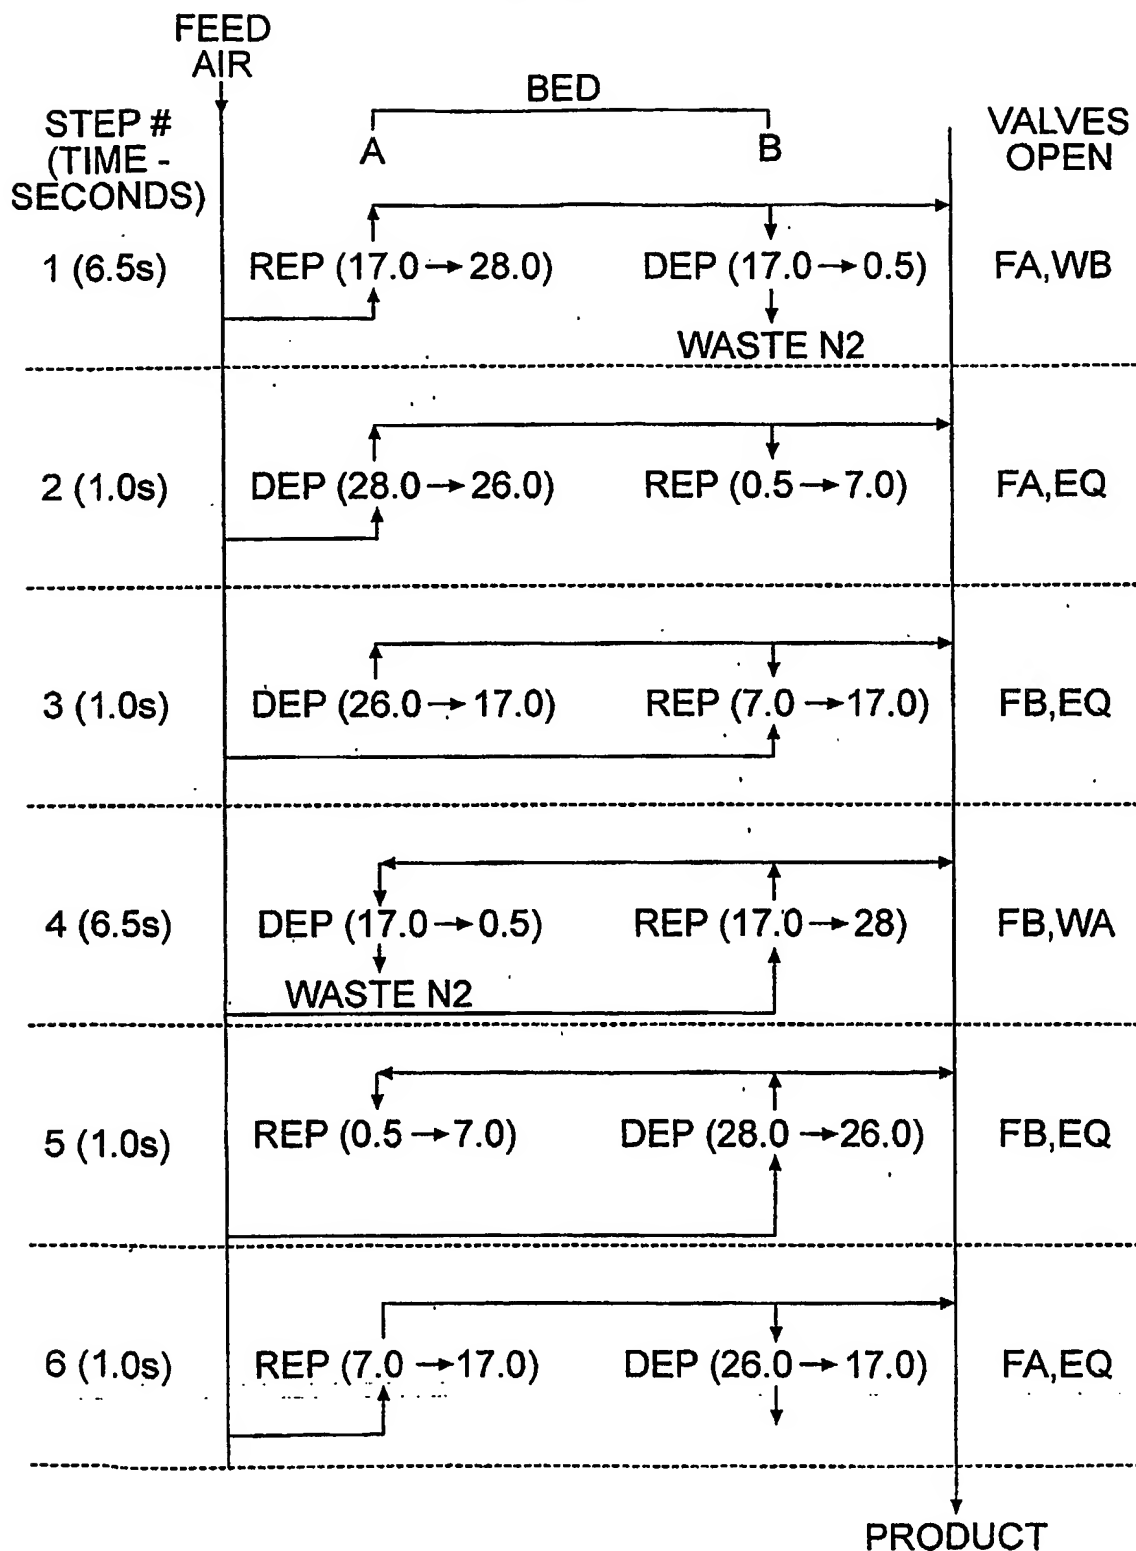 FEED
AIR
BED
STEP #
(TIME -
SECONDS)
A
B
VALVES
OPEN
1 (6.5s)
REP (17.0→28.0)
DEP (17.0→0.5)
FA,WB
WASTE N2
2 (1.0s)
DEP (28.0→26.0)
REP (0.5→7.0)
FA,EQ
3 (1.0s)
DEP (26.0→17.0)
REP (7.0→17.0)
FB,EQ
4 (6.5s)
DEP (17.0→0.5)
REP (17.0→28)
FB,WA
WASTE N2
5 (1.0s)
REP (0.5→7.0)
DEP (28.0→26.0)
FB,EQ
6 (1.0s)
REP (7.0→17.0)
DEP (26.0→17.0)
FA,EQ
PRODUCT